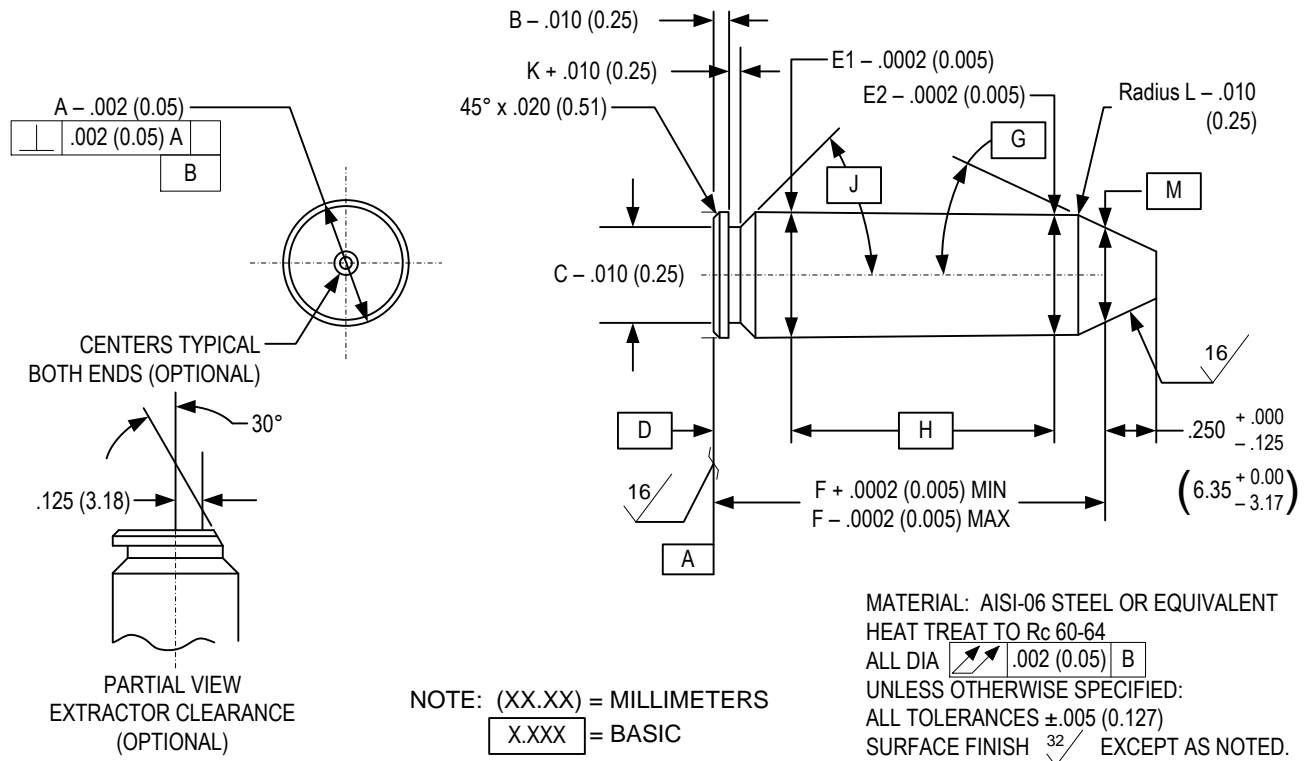 B – .010 (0.25)
K + .010 (0.25)
45° x .020 (0.51)
A – .002 (0.05)
⊥ .002 (0.05) A
B
E1 – .0002 (0.005)
E2 – .0002 (0.005)
Radius L – .010
(0.25)
G
J
M
C – .010 (0.25)
CENTERS TYPICAL
BOTH ENDS (OPTIONAL)
30°
.125 (3.18)
16
D
H
.250 + .000
– .125
(6.35 + 0.00
– 3.17)
16
F + .0002 (0.005) MIN
F – .0002 (0.005) MAX
A
PARTIAL VIEW
EXTRACTOR CLEARANCE
(OPTIONAL)
NOTE: (XX.XX) = MILLIMETERS
X.XXX = BASIC
MATERIAL: AISI-06 STEEL OR EQUIVALENT
HEAT TREAT TO Rc 60-64
ALL DIA .002 (0.05) B
UNLESS OTHERWISE SPECIFIED:
ALL TOLERANCES ±.005 (0.127)
SURFACE FINISH 32 EXCEPT AS NOTED.